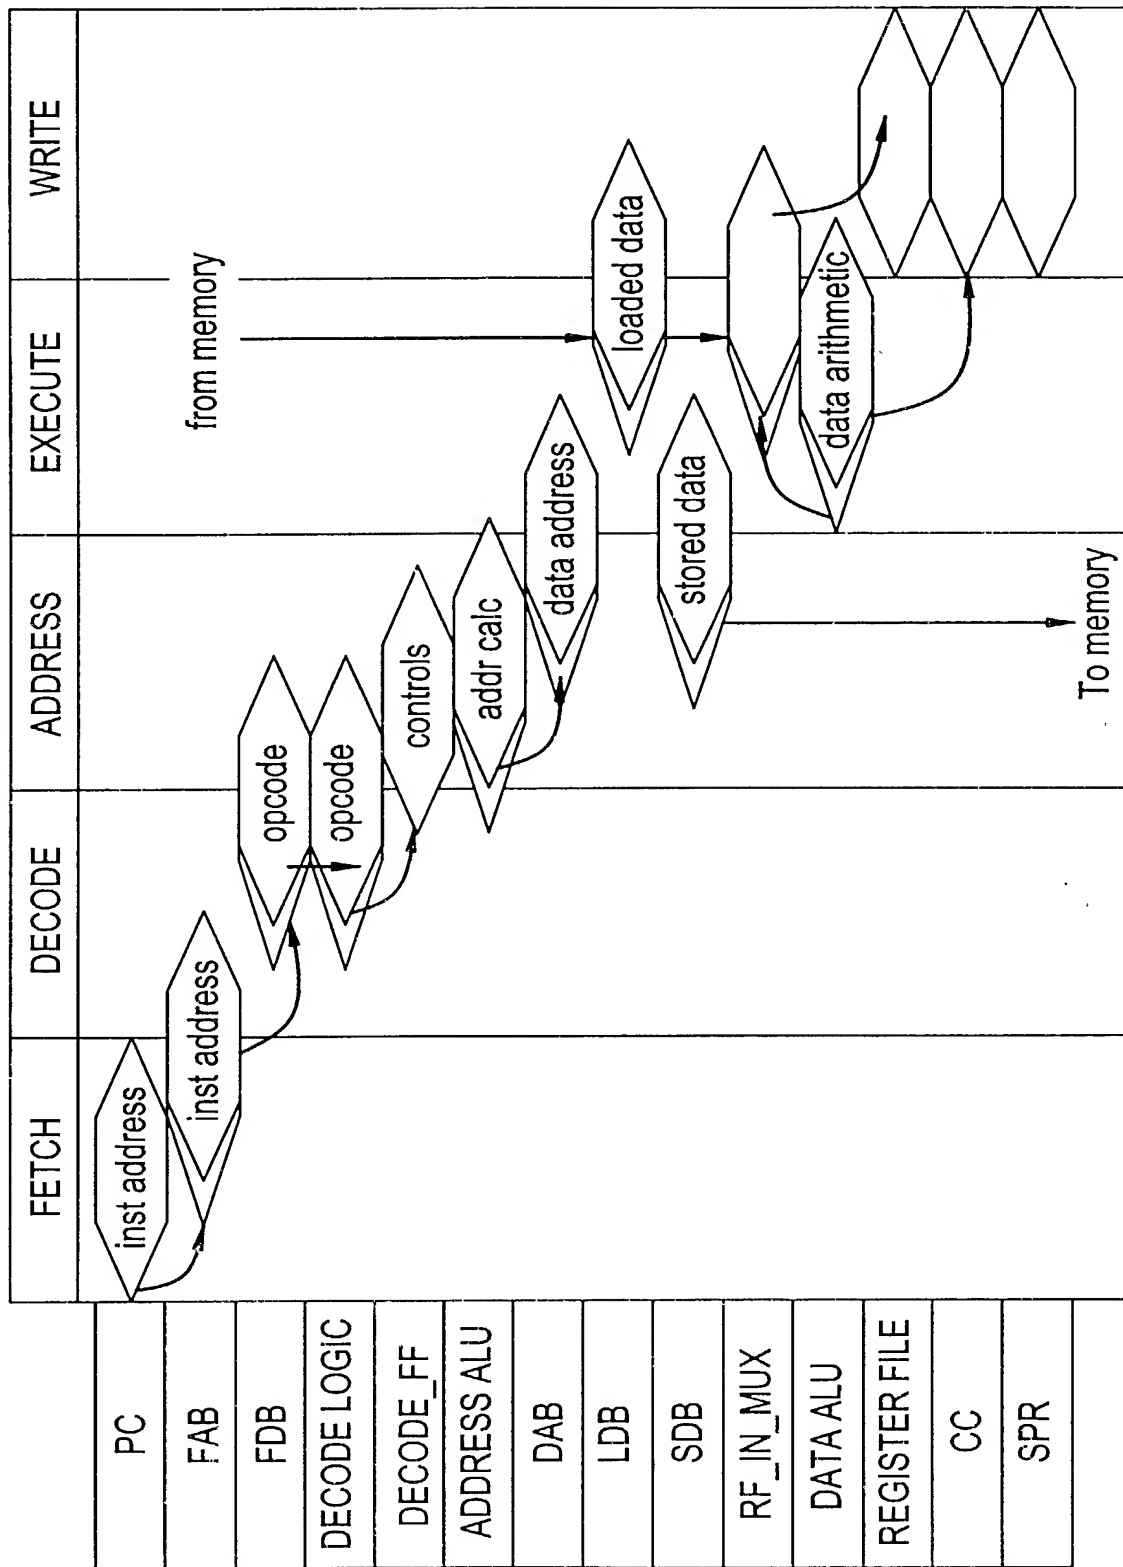 FETCH
DECODE
ADDRESS
EXECUTE
WRITE
PC
inst address
FAB
inst address
FDB
opcode
from memory
DECODE LOGIC
opcode
DECODE_FF
controls
ADDRESS ALU
addr calc
DAB
data address
LDB
loaded data
SDB
stored data
RF_IN_MUX
DATA ALU
data arithmetic
REGISTER FILE
CC
SPR
To memory